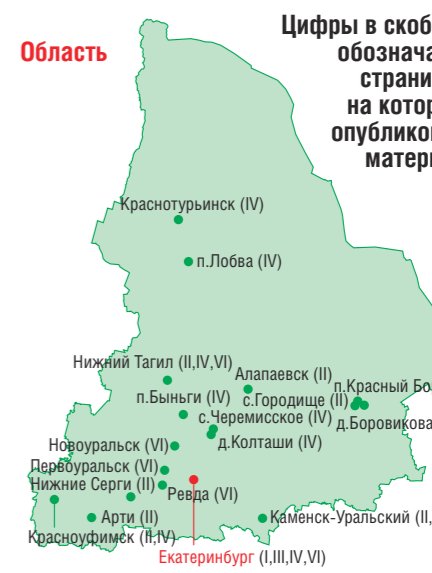 Область
Цифры в скоб
обознача
страни
на котор
опубликов
матери
Краснотурьинск (IV)
п.Лобва (IV)
Нижний Тагил (II,IV,VI)
Алапаевск (II)
п.Красный Бо
п.Быньги (IV)
с.Городище (II)
с.Черемисское (IV)
д.Боровикова
Новоуральск (VI)
д.Колташи (IV)
Первоуральск (VI)
Нижние Серги (II)
Ревда (VI)
Арти (II)
Каменск-Уральский (II,
Красноуфимск (II,IV)
Екатеринбург (I,III,IV,VI)